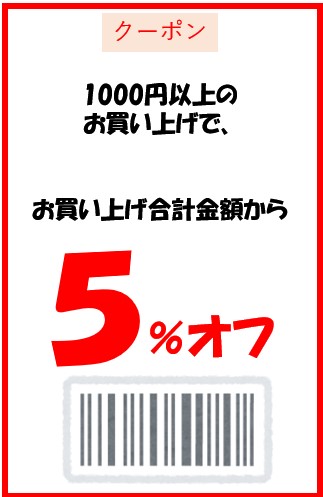 クーポン
1000円以上の
お買い上げで、
お買い上げ合計金額から
5%オフ